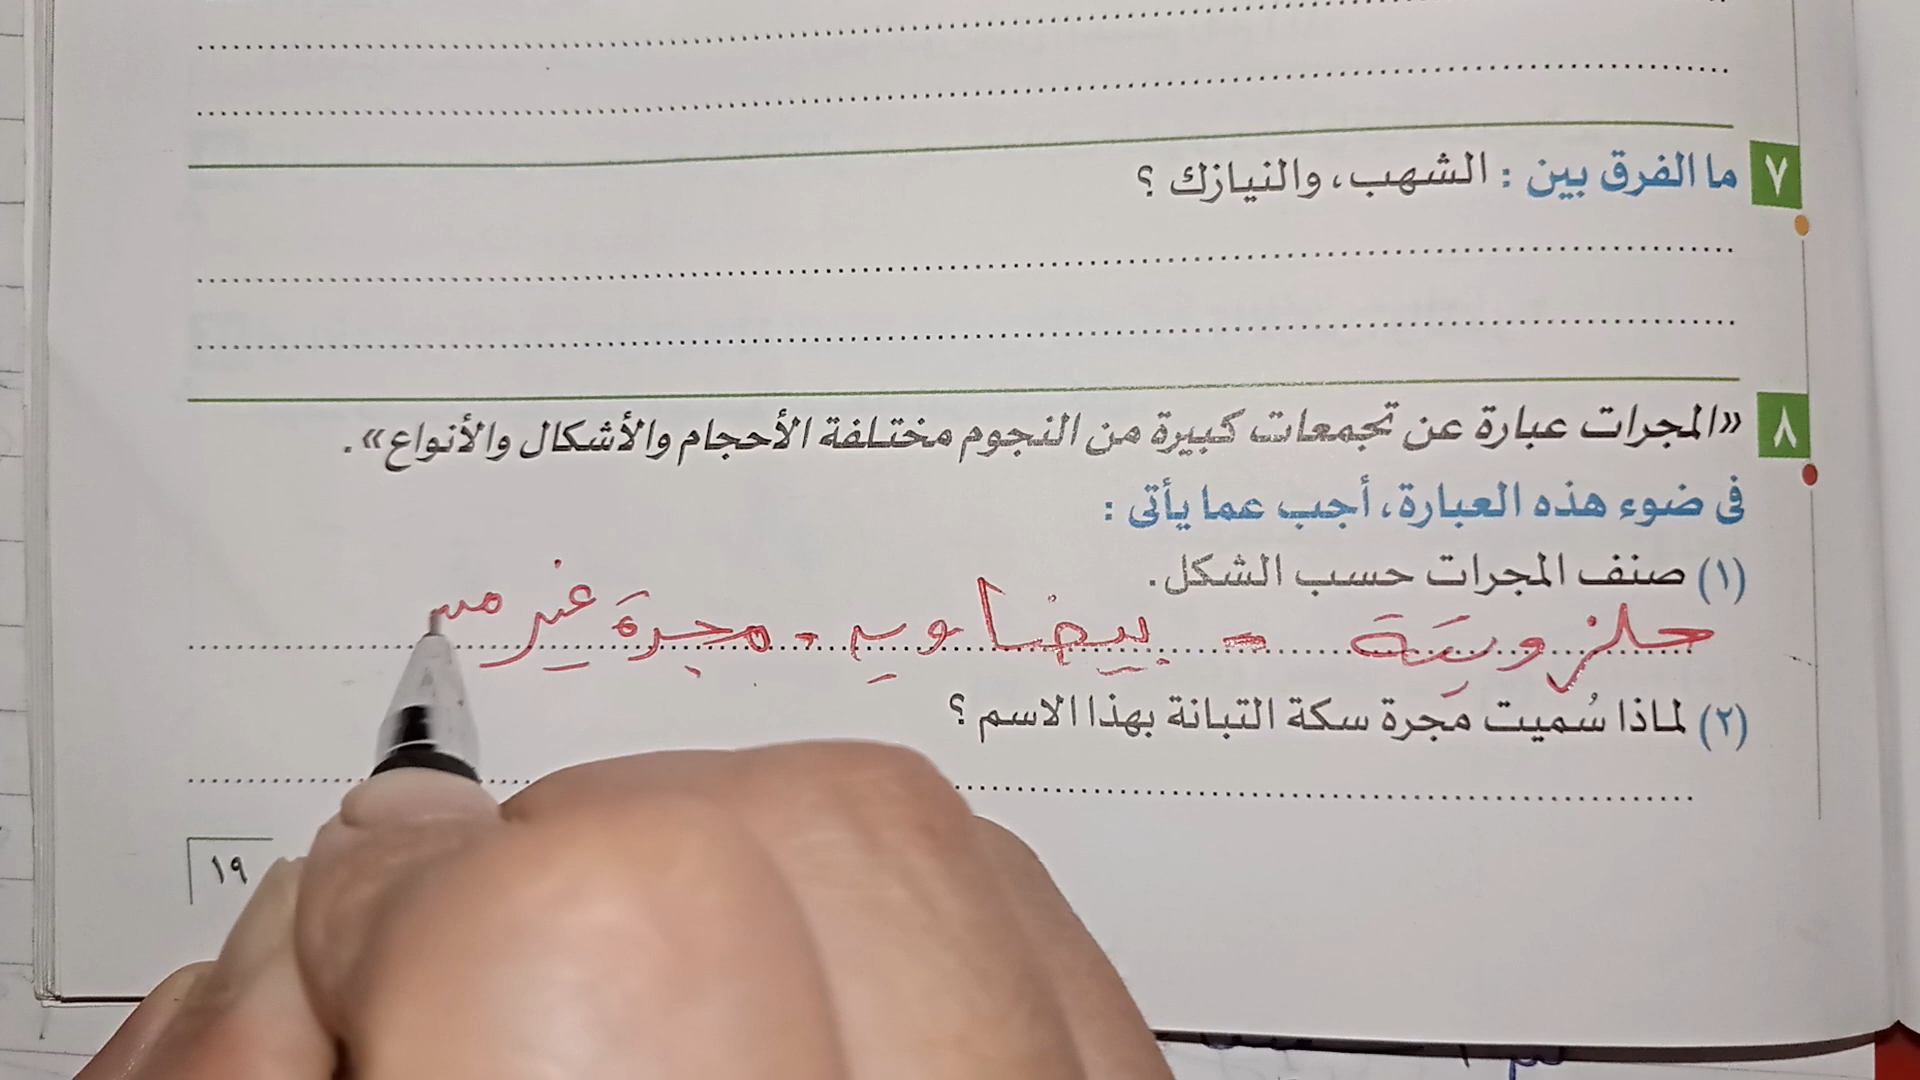 ٧ ما الفرق بين : الشهب، والنيازك ؟
٨ «المجرات عبارة عن تجمعات كبيرة من النجوم مختلفة الأحجام والأشكال والأنواع».
فى ضوء هذه العبارة، أجب عما يأتى :
(١) صنف المجرات حسب الشكل.
حلزونية - بيضاوية - مجرة غير مس
(٢) لماذا سُميت مجرة سكة التبانة بهذا الاسم ؟
١٩